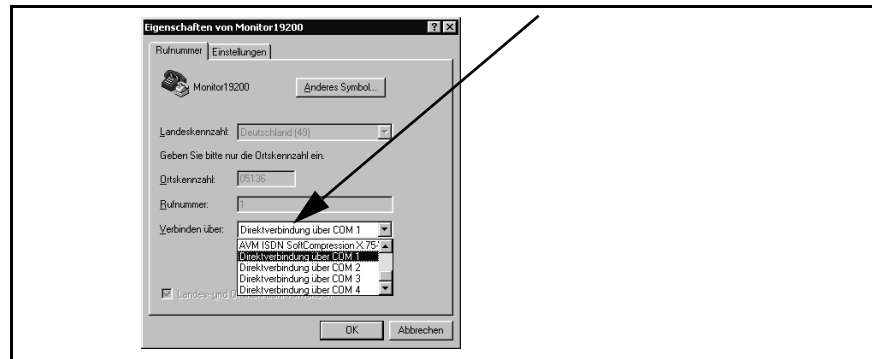 Eigenschaften von Monitor19200
Rufnummer Einstellungen
Monitor19200
Anderes Symbol...
Landeskennzahl: Deutschland (49)
Geben Sie bitte nur die Ortskennzahl ein.
Ortskennzahl: 05136
Rufnummer: 1
Verbinden über: Direktverbindung über COM 1
AVM ISDN SoftCompression X.75-
Direktverbindung über COM 1
Direktverbindung über COM 2
Direktverbindung über COM 3
Direktverbindung über COM 4
Landes- und
OK Abbrechen